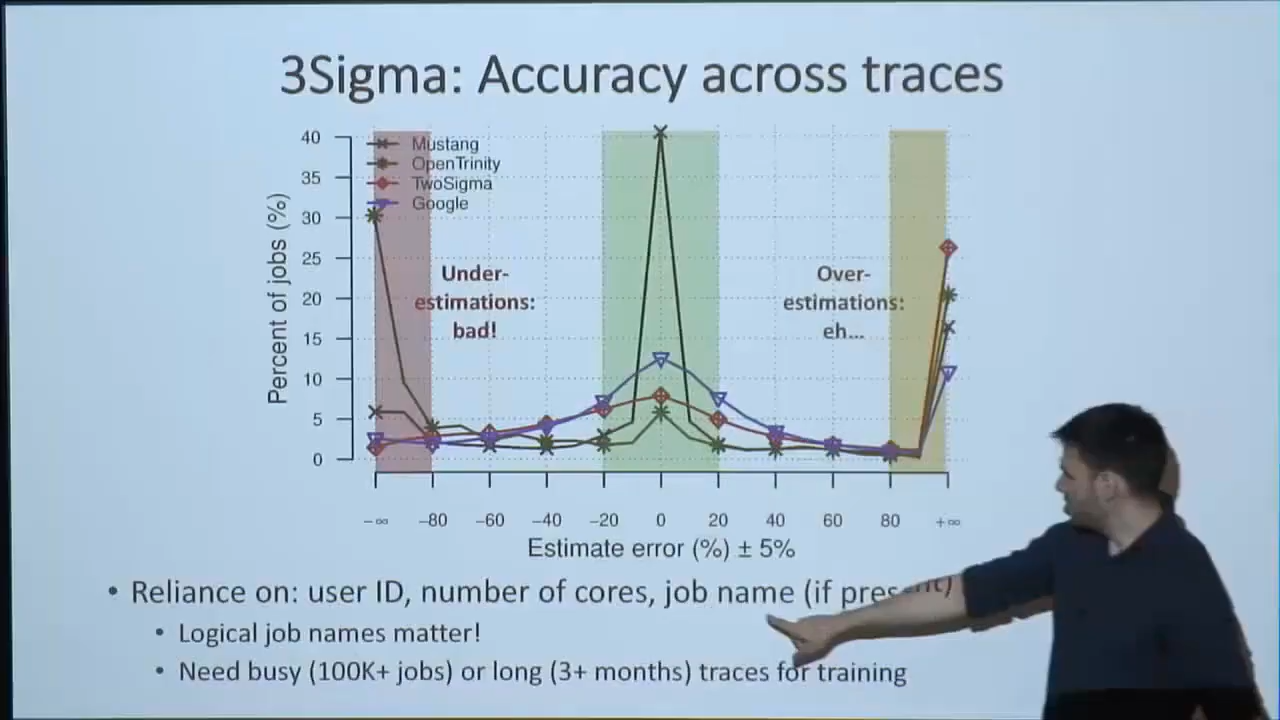 3Sigma: Accuracy across traces
Percent of jobs (%)
40
35
30
25
20
15
10
5
0
Mustang
OpenTrinity
TwoSigma
Google
Under-
estimations:
bad!
Over-
estimations:
eh...
−∞ −80 −60 −40 −20 0 20 40 60 80 +∞
Estimate error (%) ± 5%
• Reliance on: user ID, number of cores, job name (if present)
• Logical job names matter!
• Need busy (100K+ jobs) or long (3+ months) traces for training